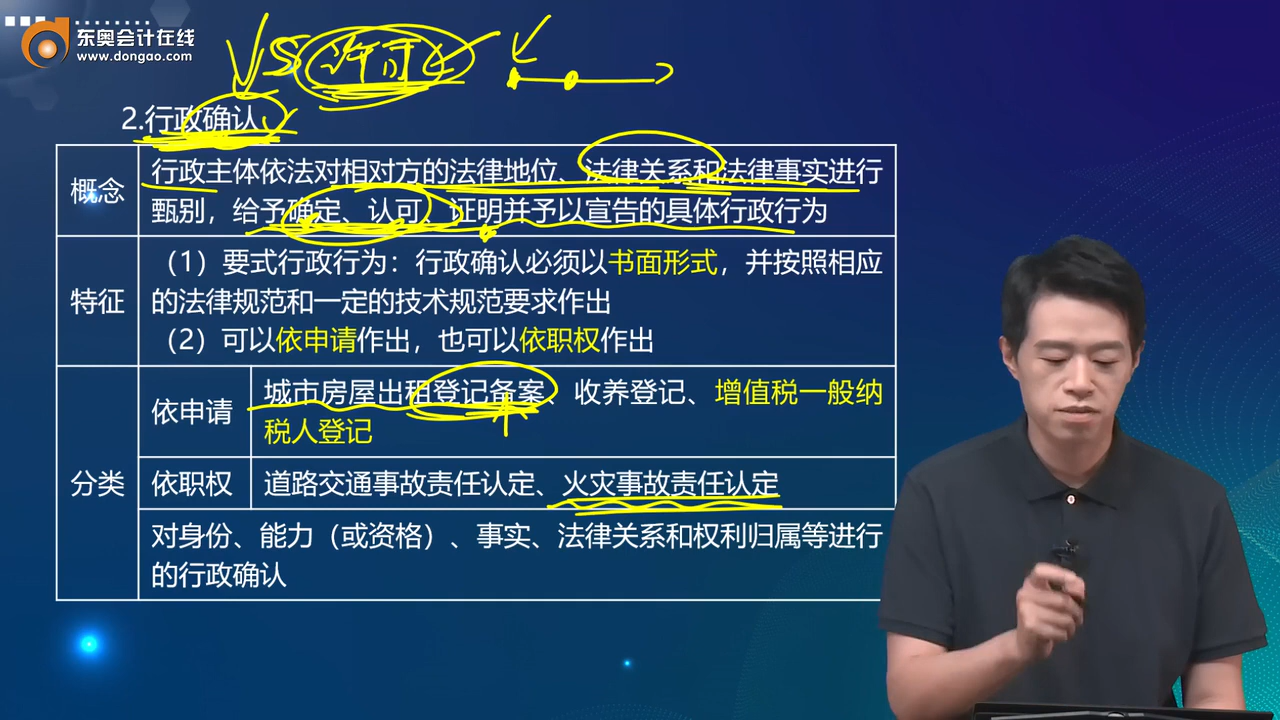 东奥会计在线
www.dongao.com
VS 许可
2.行政确认
概念
行政主体依法对相对方的法律地位、法律关系和法律事实进行
甄别，给予确定、认可、证明并予以宣告的具体行政行为
特征
（1）要式行政行为：行政确认必须以书面形式，并按照相应
的法律规范和一定的技术规范要求作出
（2）可以依申请作出，也可以依职权作出
分类
依申请
城市房屋出租登记备案、收养登记、增值税一般纳
税人登记
依职权
道路交通事故责任认定、火灾事故责任认定
对身份、能力（或资格）、事实、法律关系和权利归属等进行
的行政确认